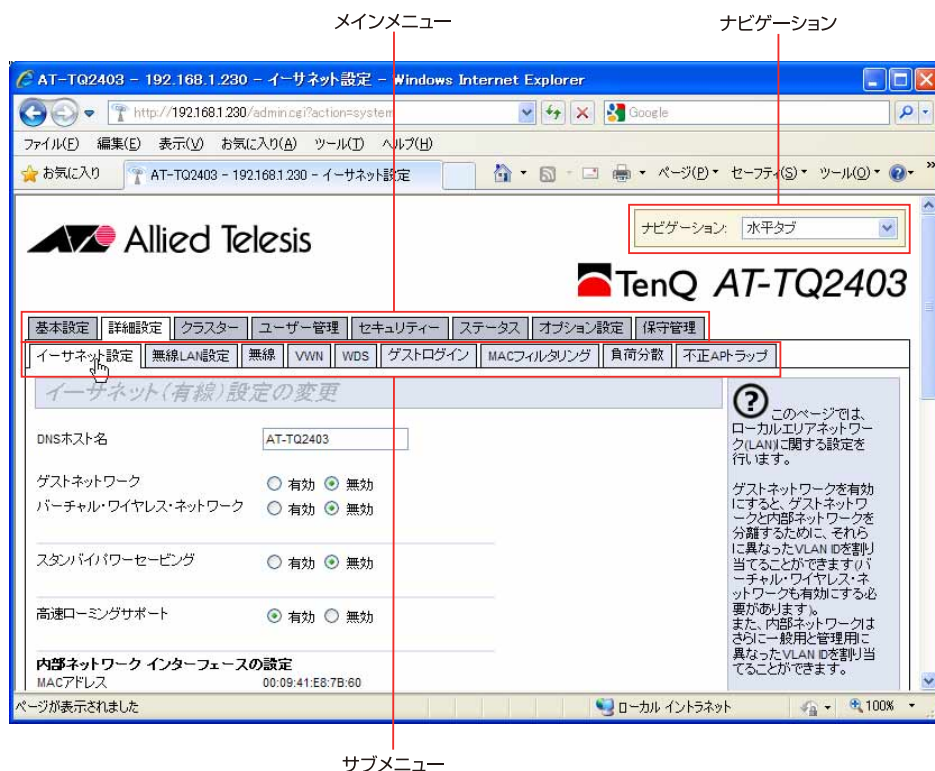 メインメニュー
ナビゲーション
AT-TQ2403 - 192.168.1.230 - イーサネット設定 - Windows Internet Explorer
http://192.168.1.230/admin.cgi?action=system
Google
ファイル(F) 編集(E) 表示(V) お気に入り(A) ツール(T) ヘルプ(H)
お気に入り
AT-TQ2403 - 192.168.1.230 - イーサネット設定
ページ(P) セーフティ(S) ツール(O)
Allied Telesis
ナビゲーション: 水平タブ
TenQ AT-TQ2403
基本設定 詳細設定 クラスター ユーザー管理 セキュリティー ステータス オプション設定 保守管理
イーサネット設定 無線LAN設定 無線 VWN WDS ゲストログイン MACフィルタリング 負荷分散 不正APトラップ
イーサネット(有線)設定の変更
DNSホスト名 AT-TQ2403
ゲストネットワーク 有効 無効
バーチャル・ワイヤレス・ネットワーク 有効 無効
スタンバイパワーセービング 有効 無効
高速ローミングサポート 有効 無効
内部ネットワーク インターフェースの設定
MACアドレス 00:09:41:E8:7B:60
?
このページでは、
ローカルエリアネットワー
ク(LAN)に関する設定を
行います。
ゲストネットワークを有効
にすると、ゲストネットワ
ークと内部ネットワークを
分離するために、それら
に異なったVLAN IDを割り
当てることができます(バ
ーチャル・ワイヤレス・ネ
ットワークも有効にする必
要があります)。
また、内部ネットワークは
さらに一般用と管理用に
異なったVLAN IDを割り当
てることができます。
ページが表示されました
ローカル イントラネット
100%
サブメニュー